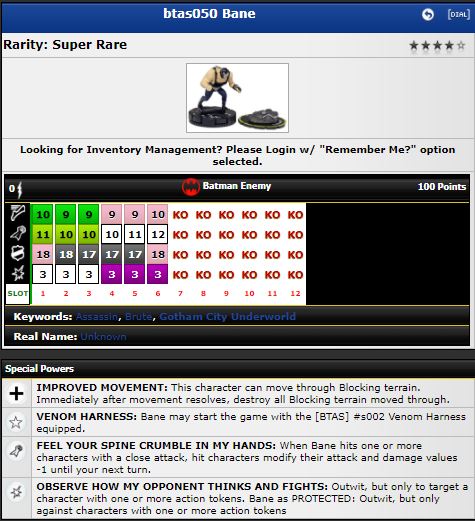 btas050 Bane
[DIAL]
Rarity: Super Rare
Looking for Inventory Management? Please Login w/ "Remember Me?" option
selected.
0
Batman Enemy
100 Points
10 9 9 9 9 10 KO KO KO KO KO KO
11 10 10 10 11 12 KO KO KO KO KO KO
18 18 17 17 17 18 KO KO KO KO KO KO
3 3 3 3 3 3 KO KO KO KO KO KO
SLOT 1 2 3 4 5 6 7 8 9 10 11 12
Keywords: Assassin, Brute, Gotham City Underworld
Real Name: Unknown
Special Powers
IMPROVED MOVEMENT: This character can move through Blocking terrain.
Immediately after movement resolves, destroy all Blocking terrain moved through.
VENOM HARNESS: Bane may start the game with the [BTAS] #s002 Venom Harness
equipped.
FEEL YOUR SPINE CRUMBLE IN MY HANDS: When Bane hits one or more
characters with a close attack, hit characters modify their attack and damage values
-1 until your next turn.
OBSERVE HOW MY OPPONENT THINKS AND FIGHTS: Outwit, but only to target a
character with one or more action tokens. Bane as PROTECTED: Outwit, but only
against characters with one or more action tokens